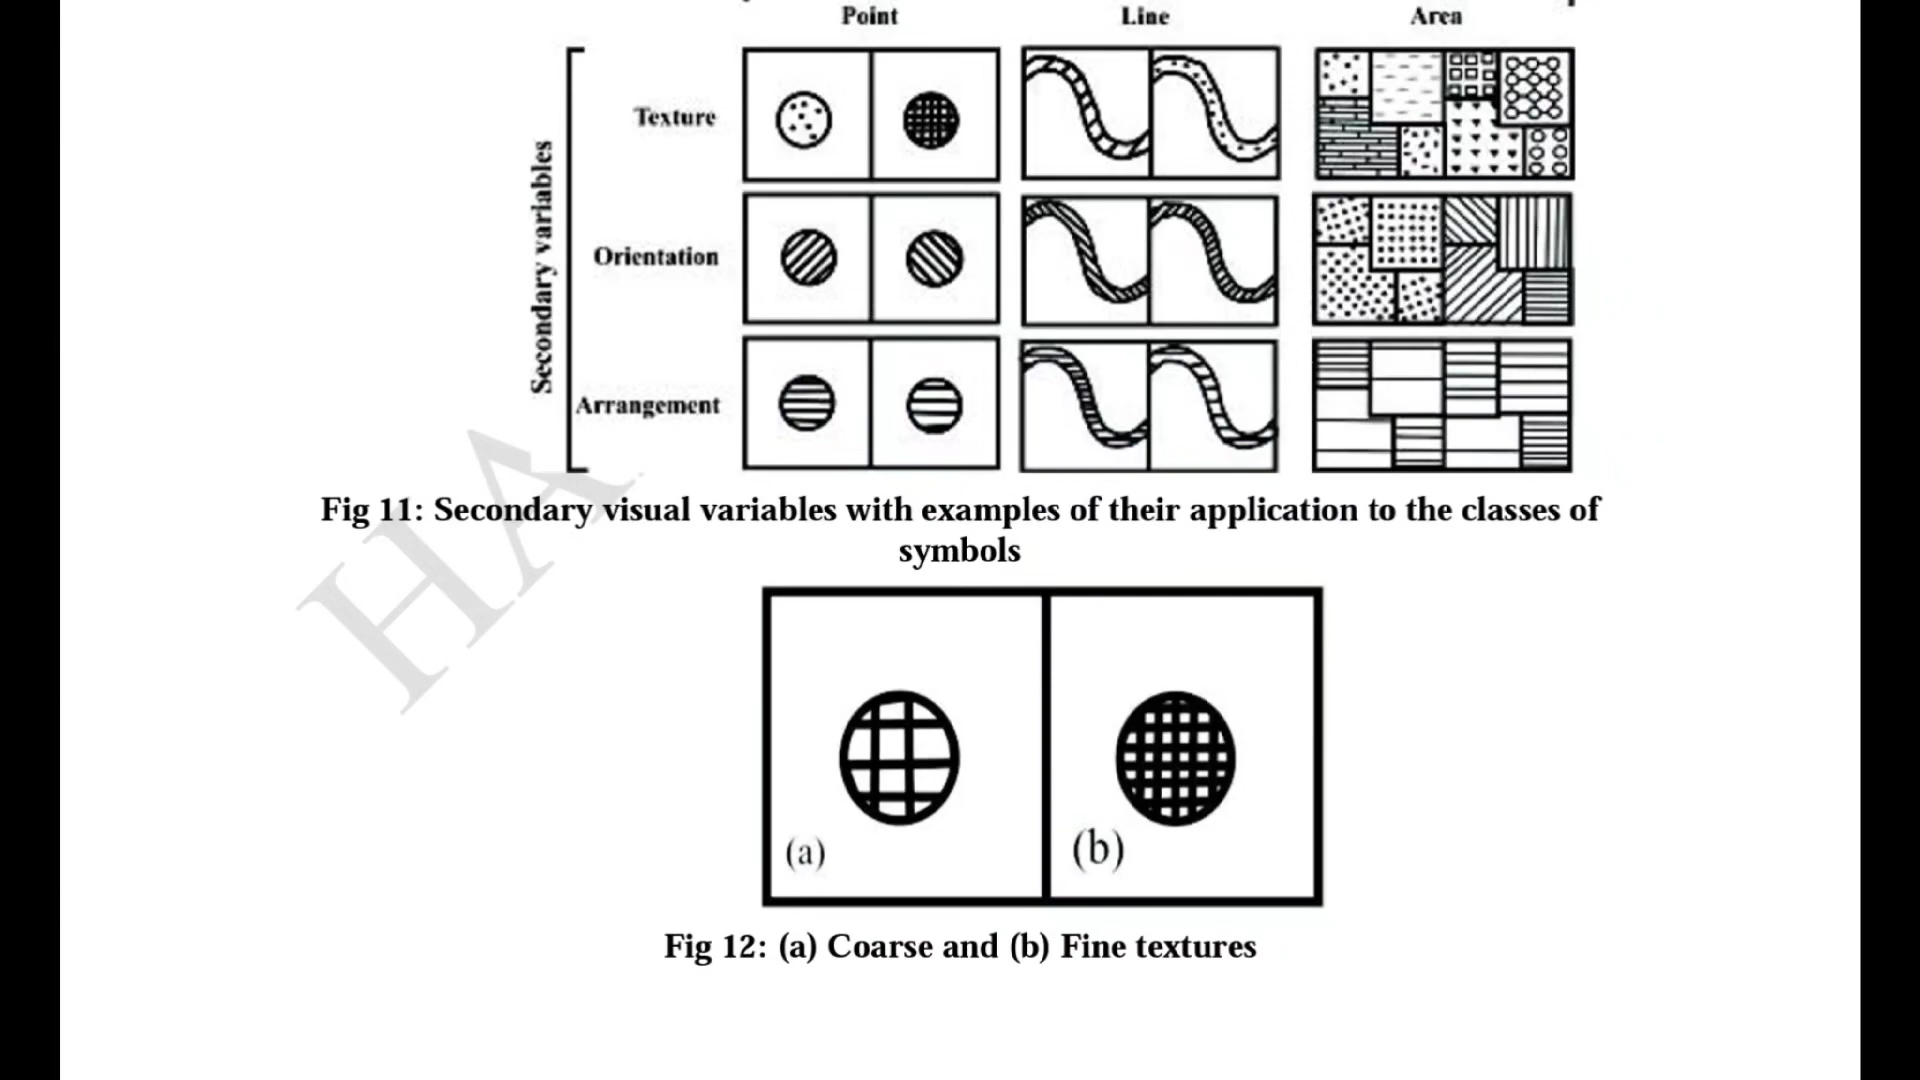 Point Line Area
Texture
Orientation
Arrangement
Secondary variables
Fig 11: Secondary visual variables with examples of their application to the classes of
symbols
HA
(a) (b)
Fig 12: (a) Coarse and (b) Fine textures